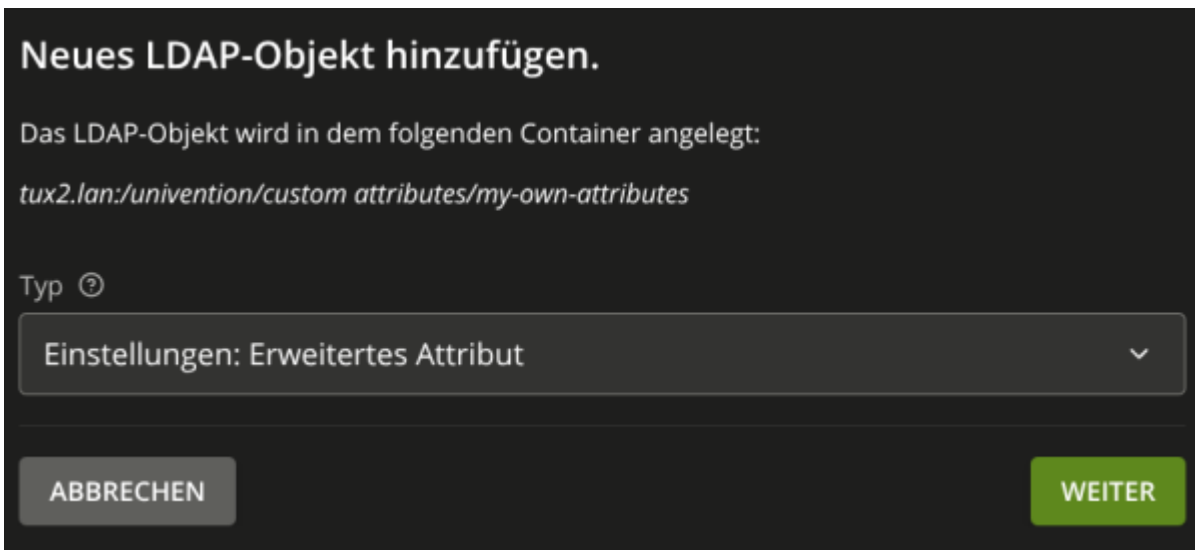 Neues LDAP-Objekt hinzufügen.
Das LDAP-Objekt wird in dem folgenden Container angelegt:
tux2.lan:/univention/custom attributes/my-own-attributes
Typ
Einstellungen: Erweitertes Attribut
ABBRECHEN
WEITER